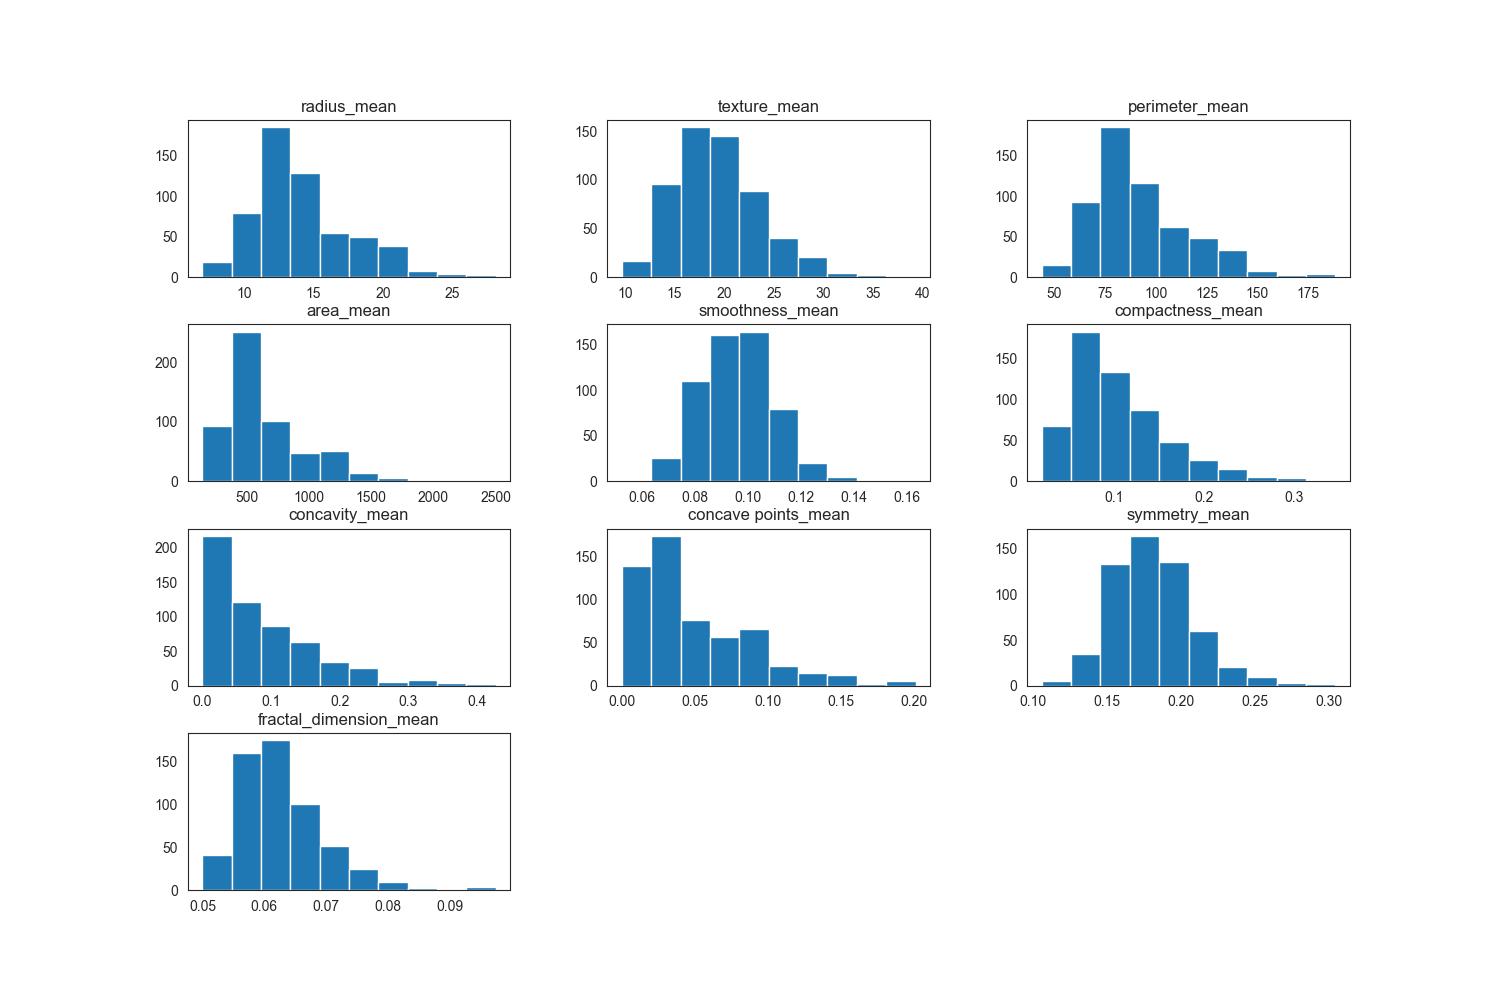 radius_mean
texture_mean
perimeter_mean
150
100
50
0
10 15 20 25
150
100
50
0
10 15 20 25 30 35 40
150
100
50
0
50 75 100 125 150 175
area_mean
smoothness_mean
compactness_mean
200
100
0
500 1000 1500 2000 2500
150
100
50
0
0.06 0.08 0.10 0.12 0.14 0.16
150
100
50
0
0.1 0.2 0.3
concavity_mean
concave points_mean
symmetry_mean
200
150
100
50
0
0.0 0.1 0.2 0.3 0.4
150
100
50
0
0.00 0.05 0.10 0.15 0.20
150
100
50
0
0.10 0.15 0.20 0.25 0.30
fractal_dimension_mean
150
100
50
0
0.05 0.06 0.07 0.08 0.09